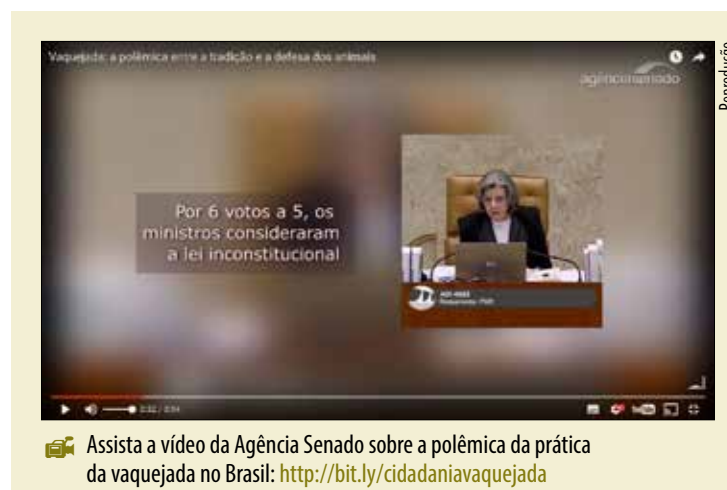 Vaquejada: a polêmica entre a tradição e a defesa dos animais
agênciasenado
Reprodução
Por 6 votos a 5, os
ministros consideraram
a lei inconstitucional
YouTube
Assista a vídeo da Agência Senado sobre a polêmica da prática
da vaquejada no Brasil: http://bit.ly/cidadaniavaquejada